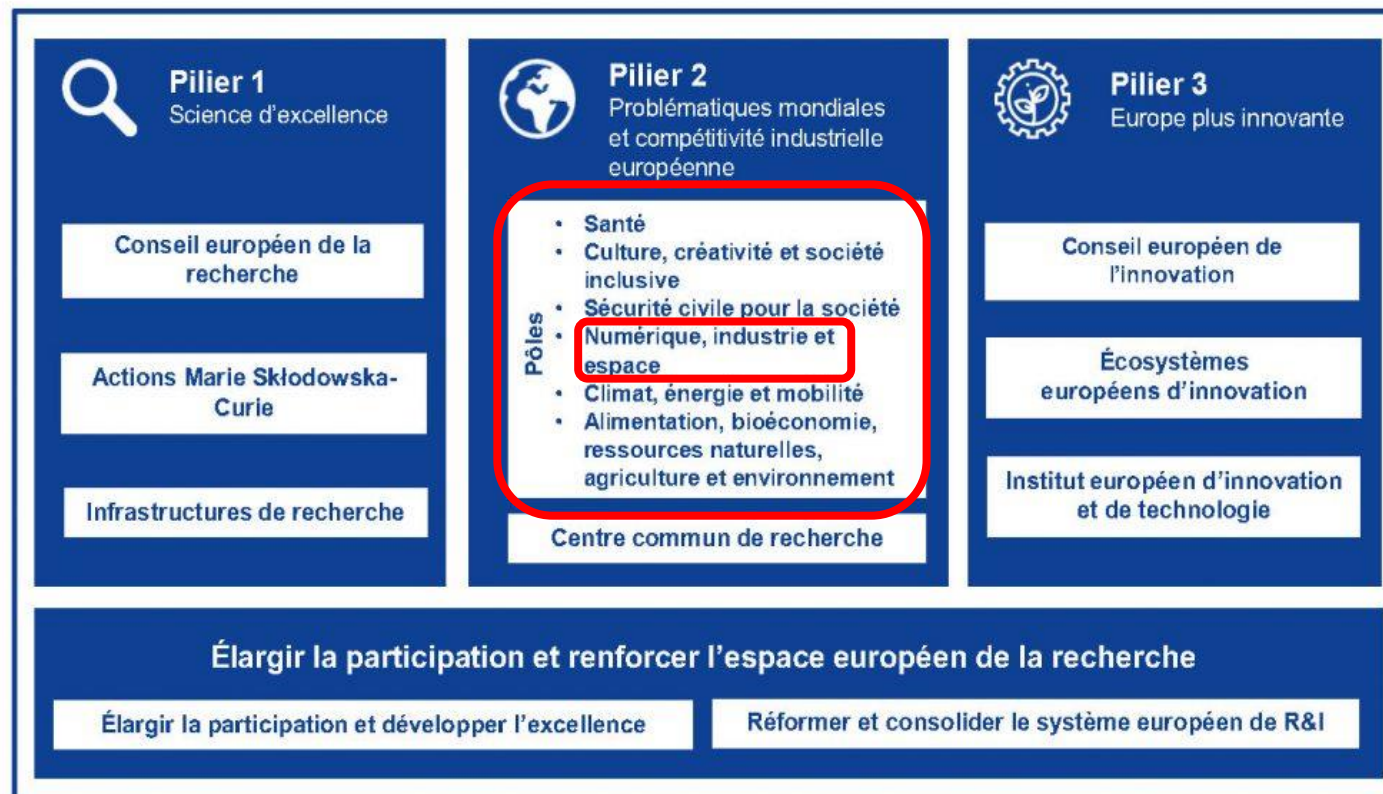 Pilier 1
Science d'excellence
Conseil européen de la
recherche
Actions Marie Skłodowska-
Curie
Infrastructures de recherche
Pilier 2
Problématiques mondiales
et compétitivité industrielle
européenne
Pôles
• Santé
• Culture, créativité et société
inclusive
• Sécurité civile pour la société
• Numérique, industrie et
espace
• Climat, énergie et mobilité
• Alimentation, bioéconomie,
ressources naturelles,
agriculture et environnement
Centre commun de recherche
Pilier 3
Europe plus innovante
Conseil européen de
l'innovation
Écosystèmes
européens d'innovation
Institut européen d'innovation
et de technologie
Élargir la participation et renforcer l'espace européen de la recherche
Élargir la participation et développer l'excellence
Réformer et consolider le système européen de R&I